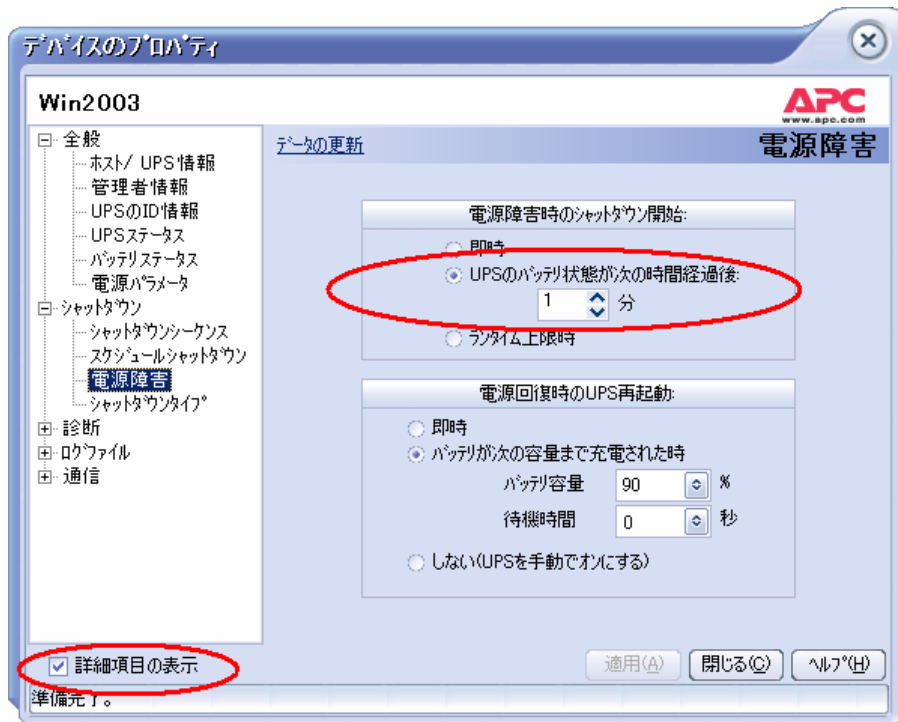 デバイスのプロパティ
Win2003
APC
www.apc.com
全般
ホスト/ UPS情報
管理者情報
UPSのID情報
UPSステータス
バッテリステータス
電源パラメータ
シャットダウン
シャットダウンシーケンス
スケジュールシャットダウン
電源障害
シャットダウンタイプ
診断
ログファイル
通信
データの更新
電源障害
電源障害時のシャットダウン開始:
即時
UPSのバッテリ状態が次の時間経過後:
1 分
ランタイム上限時
電源回復時のUPS再起動:
即時
バッテリが次の容量まで充電された時
バッテリ容量 90 %
待機時間 0 秒
しない(UPSを手動でオンにする)
詳細項目の表示
適用(A) 閉じる(C) ヘルプ(H)
準備完了。